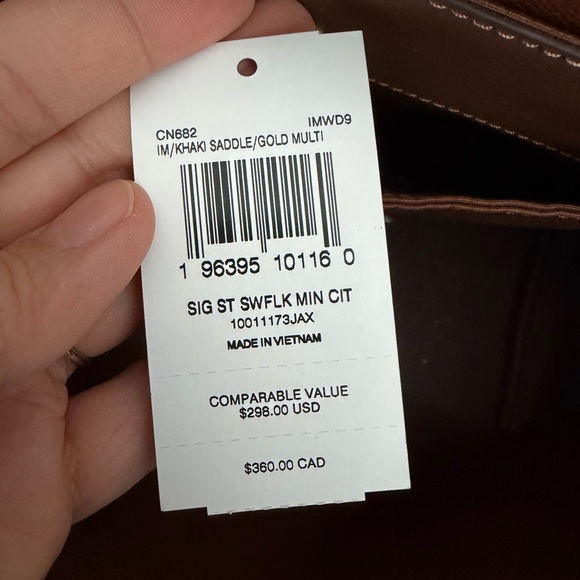 CN682 IMWD9
IM/KHAKI SADDLE/GOLD MULTI
1 96395 10116 0
SIG ST SWFLK MIN CIT
10011173JAX
MADE IN VIETNAM
COMPARABLE VALUE
$298.00 USD
$360.00 CAD